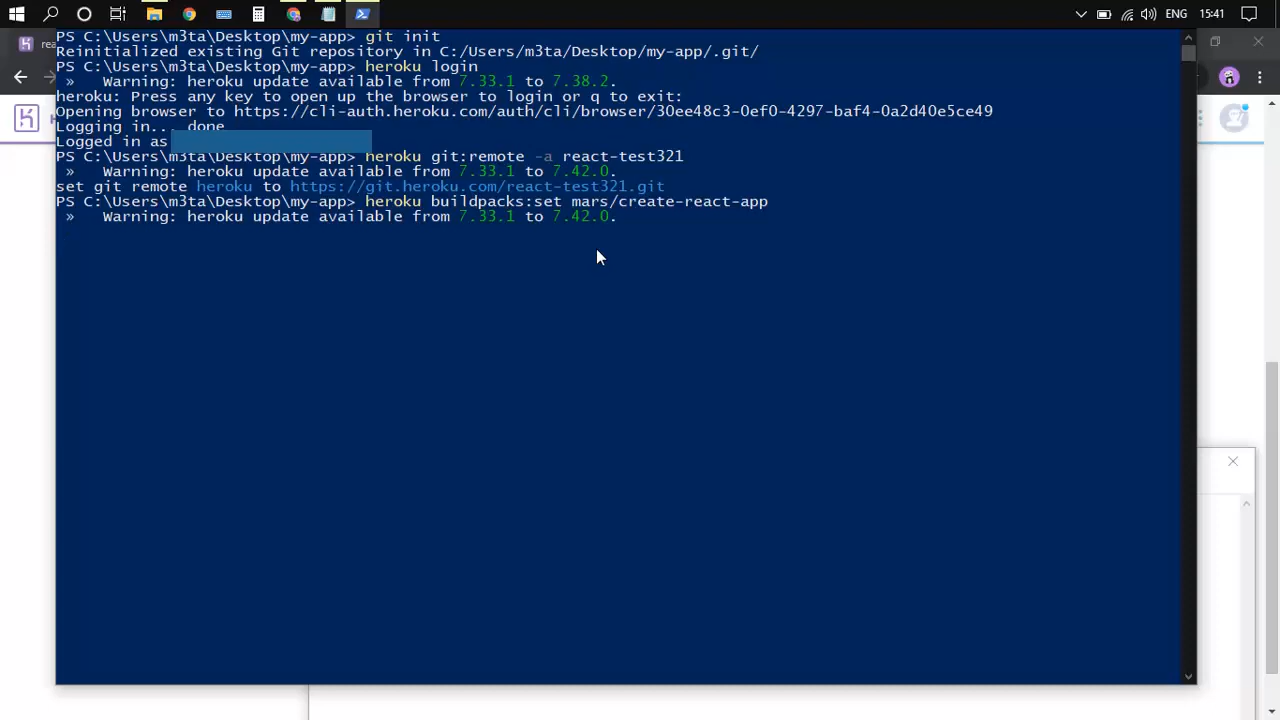 ENG 15:41
rea
PS C:\Users\m3ta\Desktop\my-app> git init
Reinitialized existing Git repository in C:/Users/m3ta/Desktop/my-app/.git/
PS C:\Users\m3ta\Desktop\my-app> heroku login
» Warning: heroku update available from 7.33.1 to 7.38.2.
heroku: Press any key to open up the browser to login or q to exit:
Opening browser to https://cli-auth.heroku.com/auth/cli/browser/30ee48c3-0ef0-4297-baf4-0a2d40e5ce49
Logging in... done
Logged in as
PS C:\Users\m3ta\Desktop\my-app> heroku git:remote -a react-test321
» Warning: heroku update available from 7.33.1 to 7.42.0.
set git remote heroku to https://git.heroku.com/react-test321.git
PS C:\Users\m3ta\Desktop\my-app> heroku buildpacks:set mars/create-react-app
» Warning: heroku update available from 7.33.1 to 7.42.0.